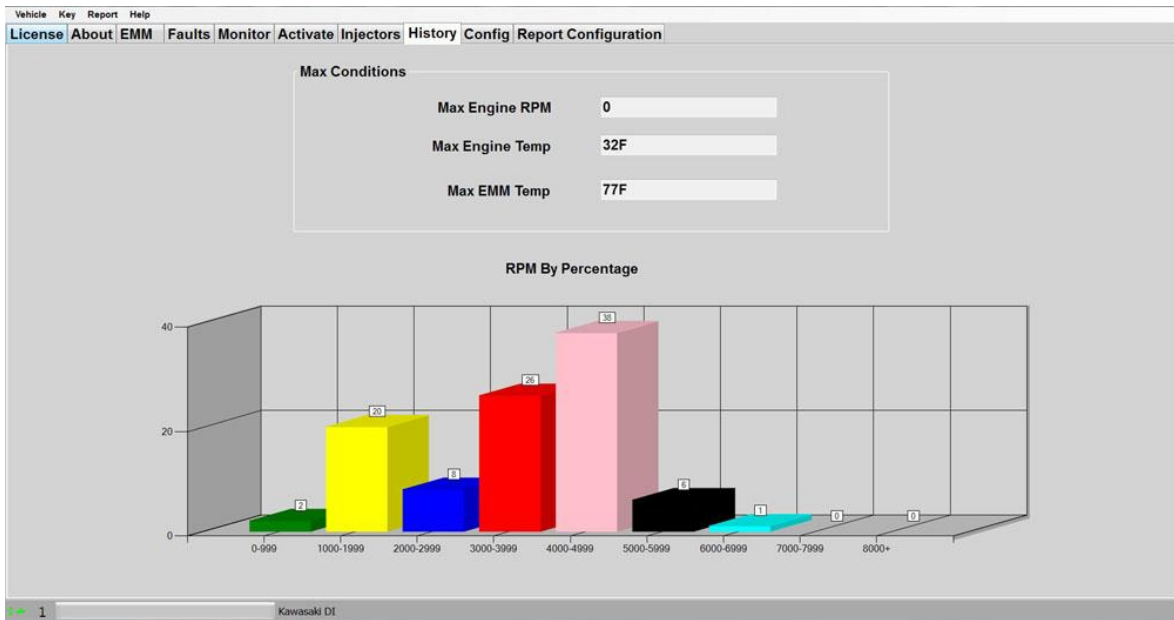 Vehicle Key Report Help
License About EMM Faults Monitor Activate Injectors History Config Report Configuration
Max Conditions
Max Engine RPM 0
Max Engine Temp 32F
Max EMM Temp 77F
RPM By Percentage
40
38
26
20
20
8
6
2
1
0
0
0
0-999 1000-1999 2000-2999 3000-3999 4000-4999 5000-5999 6000-6999 7000-7999 8000+
1 Kawasaki DI